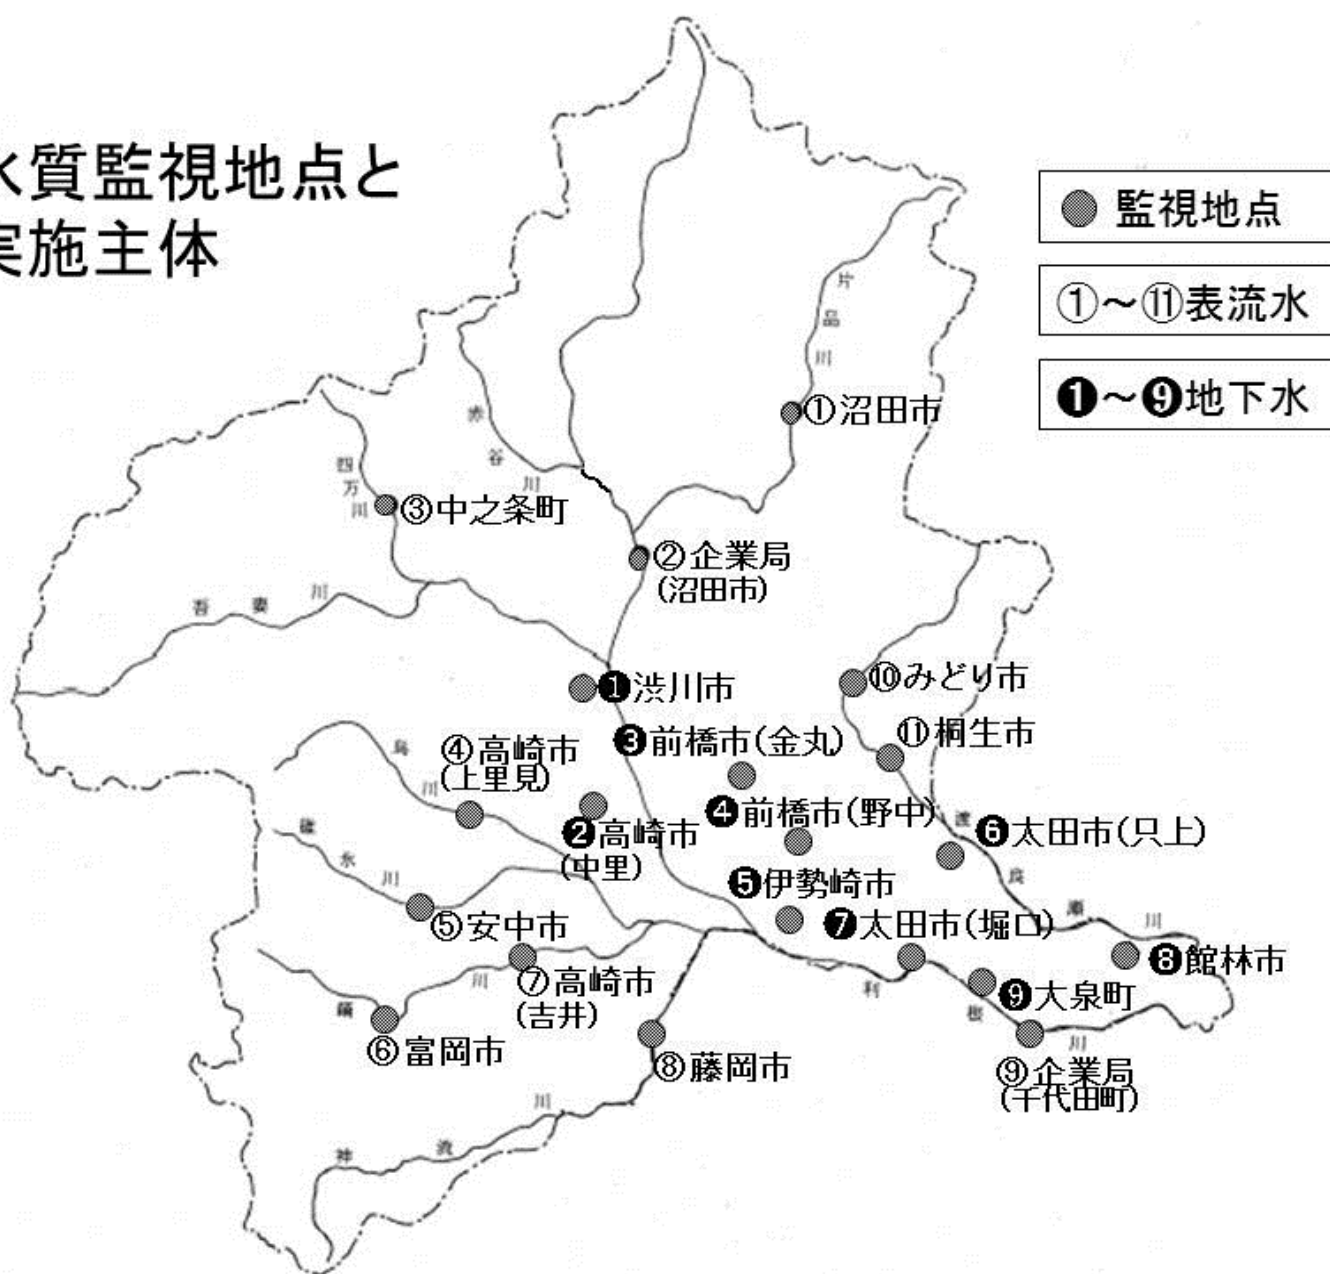 水質監視地点と
実施主体
監視地点
①～⑪表流水
❶～❾地下水
片品川
①沼田市
赤谷川
四万川
③中之条町
②企業局
(沼田市)
吾妻川
❶渋川市
⑩みどり市
❸前橋市(金丸)
⑪桐生市
④高崎市
(上里見)
烏川
❹前橋市(野中)
❷高崎市
(中里)
❻太田市(只上)
渡良瀬川
碓氷川
❺伊勢崎市
⑤安中市
❼太田市(堀口)
❽館林市
⑦高崎市
(吉井)
鏑川
利根川
❾大泉町
⑥富岡市
⑧藤岡市
⑨企業局
(千代田町)
神流川